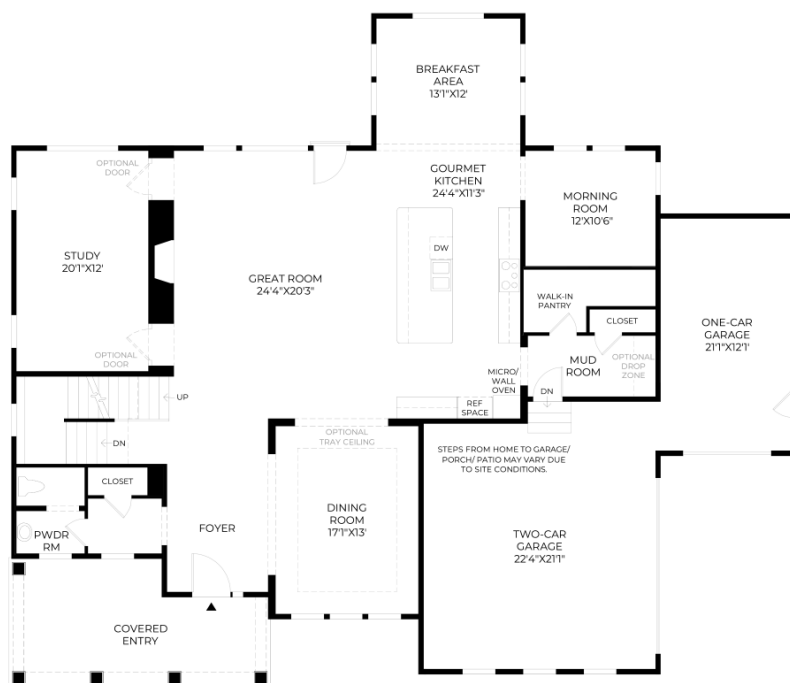 BREAKFAST
AREA
13'1"X12'
OPTIONAL
DOOR
GOURMET
KITCHEN
24'4"X11'3"
MORNING
ROOM
12'X10'6"
STUDY
20'1"X12'
DW
GREAT ROOM
24'4"X20'3"
WALK-IN
PANTRY
CLOSET
ONE-CAR
GARAGE
21'1"X12'1'
OPTIONAL
DOOR
MUD
ROOM
OPTIONAL
DROP
ZONE
MICRO/
WALL
OVEN
DN
UP
REF
SPACE
DN
OPTIONAL
TRAY CEILING
STEPS FROM HOME TO GARAGE/
PORCH/ PATIO MAY VARY DUE
TO SITE CONDITIONS.
CLOSET
DINING
ROOM
17'1"X13'
FOYER
PWDR
RM
TWO-CAR
GARAGE
22'4"X21'1"
COVERED
ENTRY